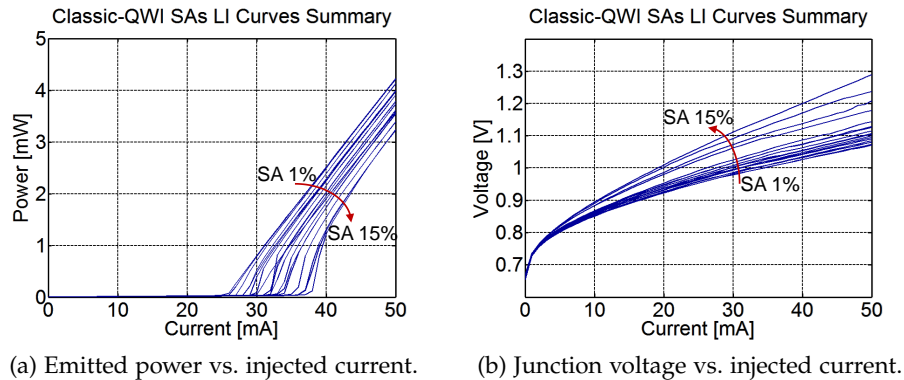 Classic-QWI SAs LI Curves Summary
5
4
3
2
1
0
Power [mW]
SA 1%
SA 15%
0 10 20 30 40 50
Current [mA]
(a) Emitted power vs. injected current.
Classic-QWI SAs LI Curves Summary
1.3
1.2
1.1
1
0.9
0.8
0.7
Voltage [V]
SA 15%
SA 1%
0 10 20 30 40 50
Current [mA]
(b) Junction voltage vs. injected current.